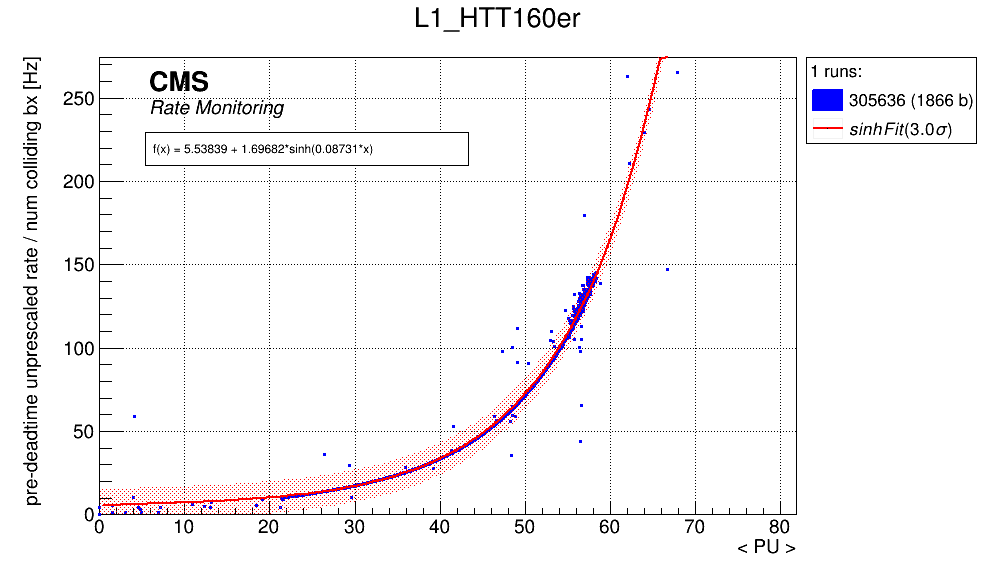 L1_HTT160er
pre-deadtime unprescaled rate / num colliding bx [Hz]
CMS
Rate Monitoring
f(x) = 5.53839 + 1.69682*sinh(0.08731*x)
250
200
150
100
50
0
0 10 20 30 40 50 60 70 80
< PU >
1 runs:
305636 (1866 b)
sinhFit(3.0σ)